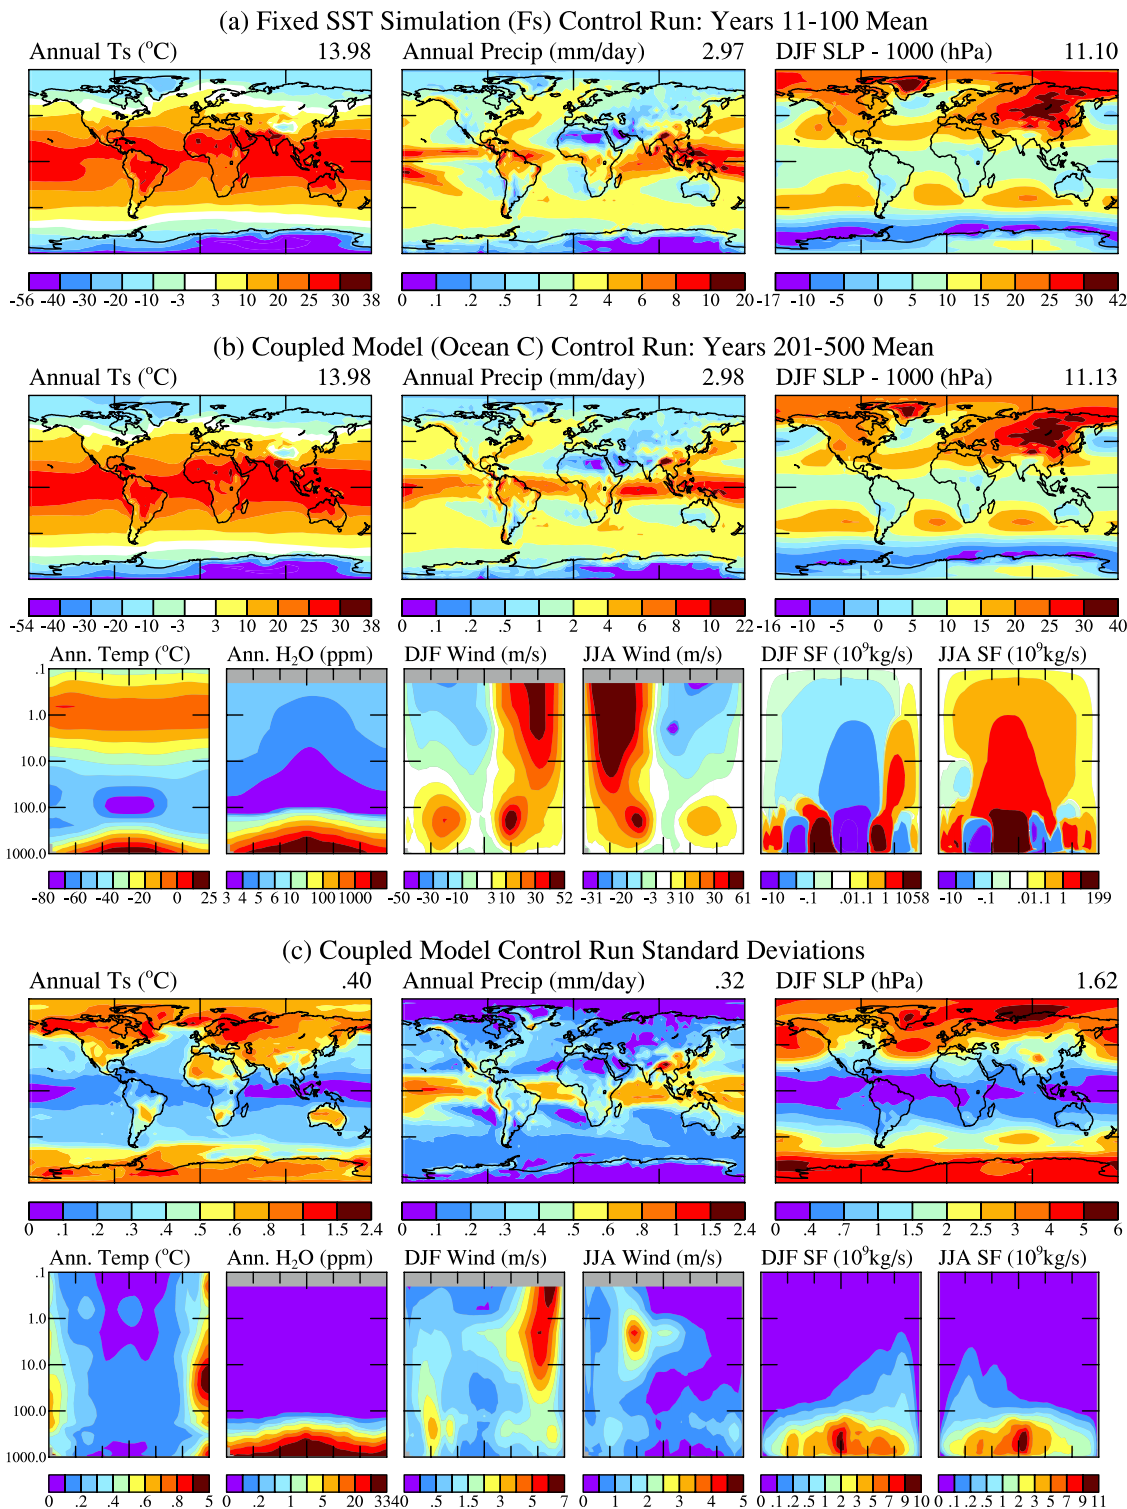 (a) Fixed SST Simulation (Fs) Control Run: Years 11-100 Mean
Annual Ts (°C) 13.98 Annual Precip (mm/day) 2.97 DJF SLP - 1000 (hPa) 11.10
-56 -40 -30 -20 -10 -3 3 10 20 25 30 38 0 .1 .2 .5 1 2 4 6 8 10 20 -17 -10 -5 0 5 10 15 20 25 30 42
(b) Coupled Model (Ocean C) Control Run: Years 201-500 Mean
Annual Ts (°C) 13.98 Annual Precip (mm/day) 2.98 DJF SLP - 1000 (hPa) 11.13
-54 -40 -30 -20 -10 -3 3 10 20 25 30 38 0 .1 .2 .5 1 2 4 6 8 10 22 -16 -10 -5 0 5 10 15 20 25 30 40
Ann. Temp (°C) Ann. H₂O (ppm) DJF Wind (m/s) JJA Wind (m/s) DJF SF (10⁹kg/s) JJA SF (10⁹kg/s)
.1
1.0
10.0
100.0
1000.0
-80 -60 -40 -20 0 25 3 4 5 6 10 100 1000 -50 -30 -10 3 10 30 52 -31 -20 -3 3 10 30 61 -10 -.1 .01 .1 1 10 58 -10 -.1 .01 .1 1 199
(c) Coupled Model Control Run Standard Deviations
Annual Ts (°C) .40 Annual Precip (mm/day) .32 DJF SLP (hPa) 1.62
0 .1 .2 .3 .4 .5 .6 .8 1 1.5 2.4 0 .1 .2 .3 .4 .5 .6 .8 1 1.5 2.4 0 .4 .7 1 1.5 2 2.5 3 4 5 6
Ann. Temp (°C) Ann. H₂O (ppm) DJF Wind (m/s) JJA Wind (m/s) DJF SF (10⁹kg/s) JJA SF (10⁹kg/s)
.1
1.0
10.0
100.0
1000.0
0 .2 .4 .6 .8 5 0 .2 1 5 20 334 0 .5 1.5 3 5 7 0 1 2 3 4 5 0 .1 .2 .5 1 2 3 5 7 9 10 0 .1 .2 .5 1 2 3 5 7 9 11